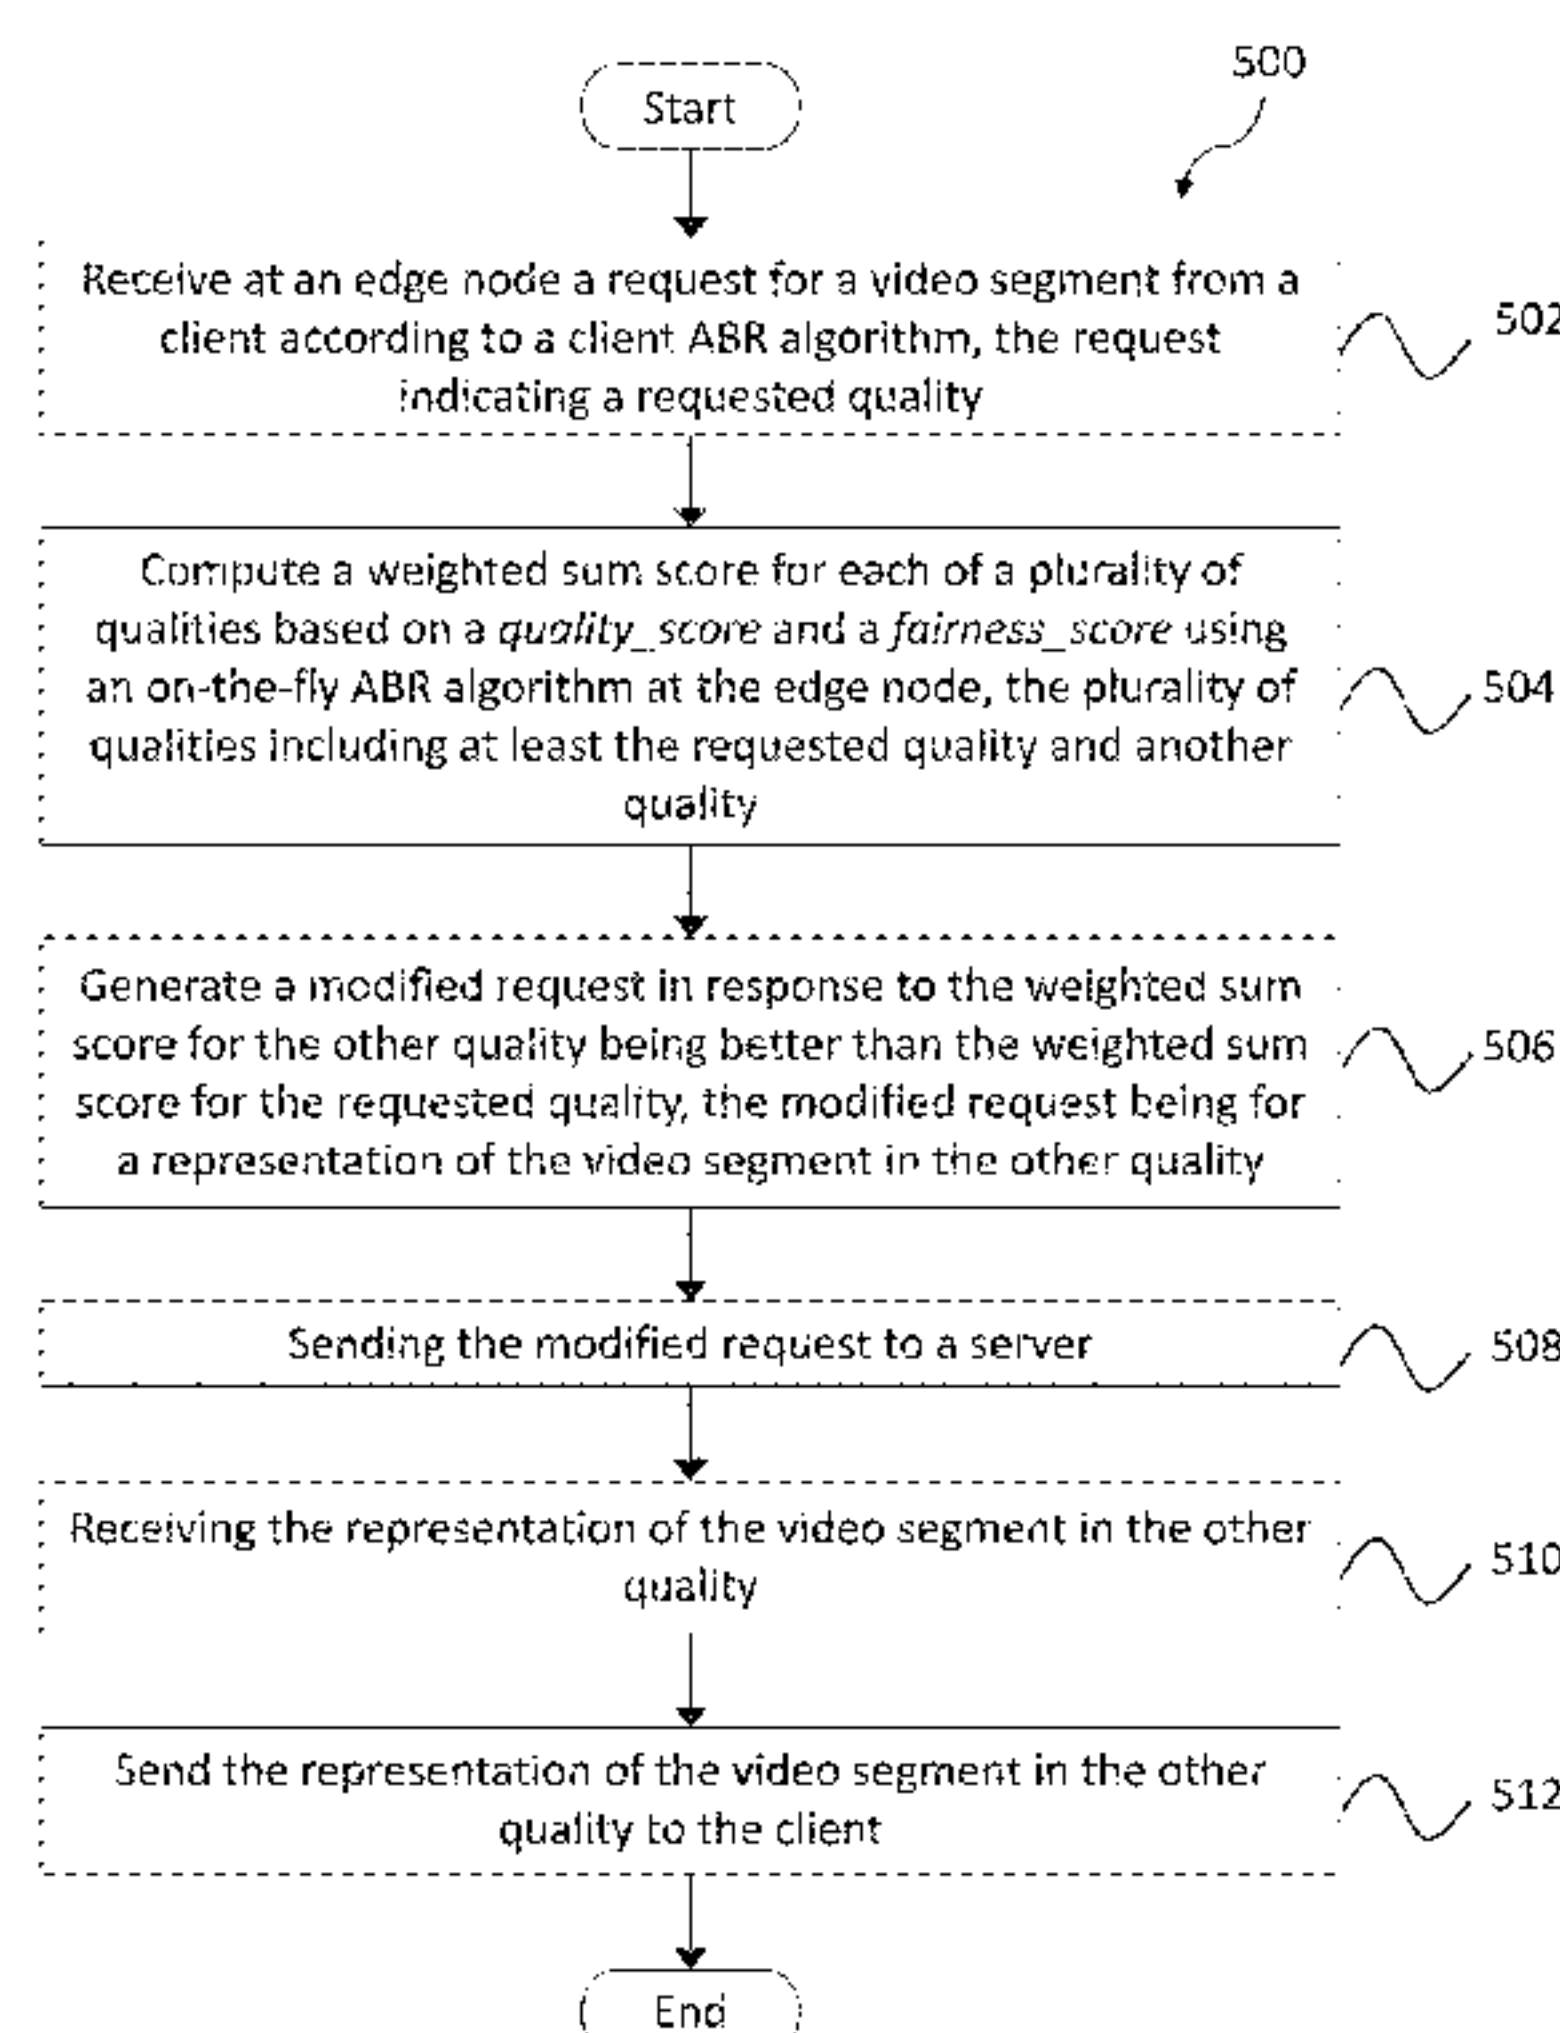 500
Start
Receive at an edge node a request for a video segment from a
client according to a client ABR algorithm, the request
indicating a requested quality
502
Compute a weighted sum score for each of a plurality of
qualities based on a quality_score and a fairness_score using
an on-the-fly ABR algorithm at the edge node, the plurality of
qualities including at least the requested quality and another
quality
504
Generate a modified request in response to the weighted sum
score for the other quality being better than the weighted sum
score for the requested quality, the modified request being for
a representation of the video segment in the other quality
506
Sending the modified request to a server
508
Receiving the representation of the video segment in the other
quality
510
Send the representation of the video segment in the other
quality to the client
512
End